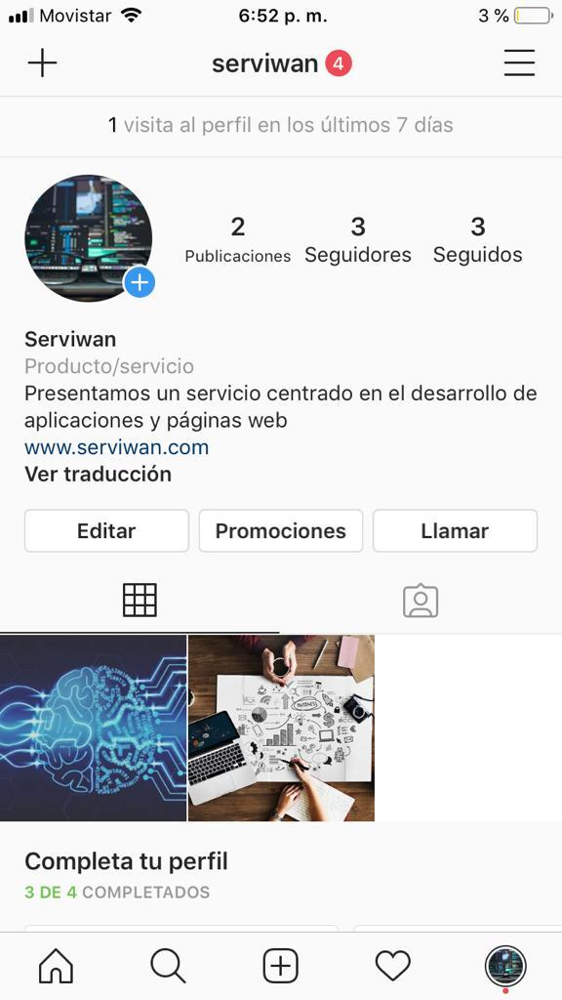 Movistar 6:52 p. m. 3 %
serviwan 4
1 visita al perfil en los últimos 7 días
2 3 3
Publicaciones Seguidores Seguidos
Serviwan
Producto/servicio
Presentamos un servicio centrado en el desarrollo de
aplicaciones y páginas web
www.serviwan.com
Ver traducción
Editar Promociones Llamar
BUSINESS
Completa tu perfil
3 DE 4 COMPLETADOS